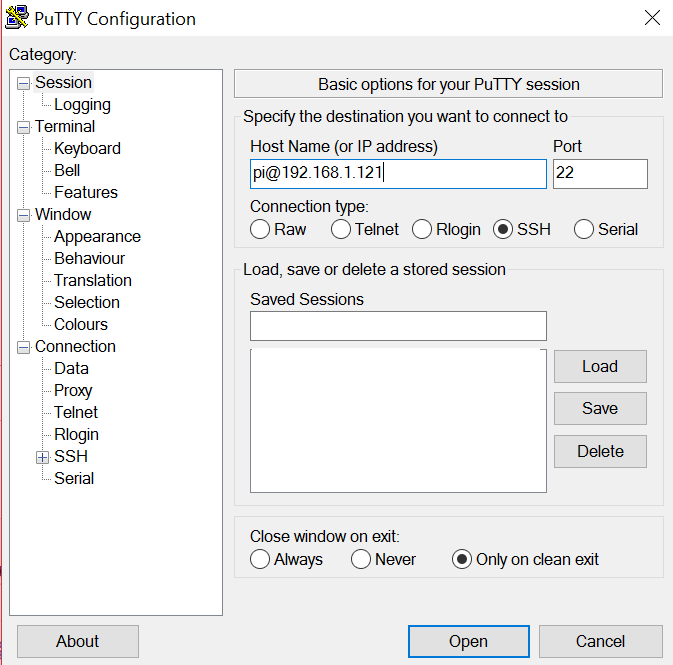 PuTTY Configuration
Category:
Session
Logging
Terminal
Keyboard
Bell
Features
Window
Appearance
Behaviour
Translation
Selection
Colours
Connection
Data
Proxy
Telnet
Rlogin
SSH
Serial
Basic options for your PuTTY session
Specify the destination you want to connect to
Host Name (or IP address) Port
pi@192.168.1.121 22
Connection type:
Raw Telnet Rlogin SSH Serial
Load, save or delete a stored session
Saved Sessions
Load
Save
Delete
Close window on exit:
Always Never Only on clean exit
About Open Cancel